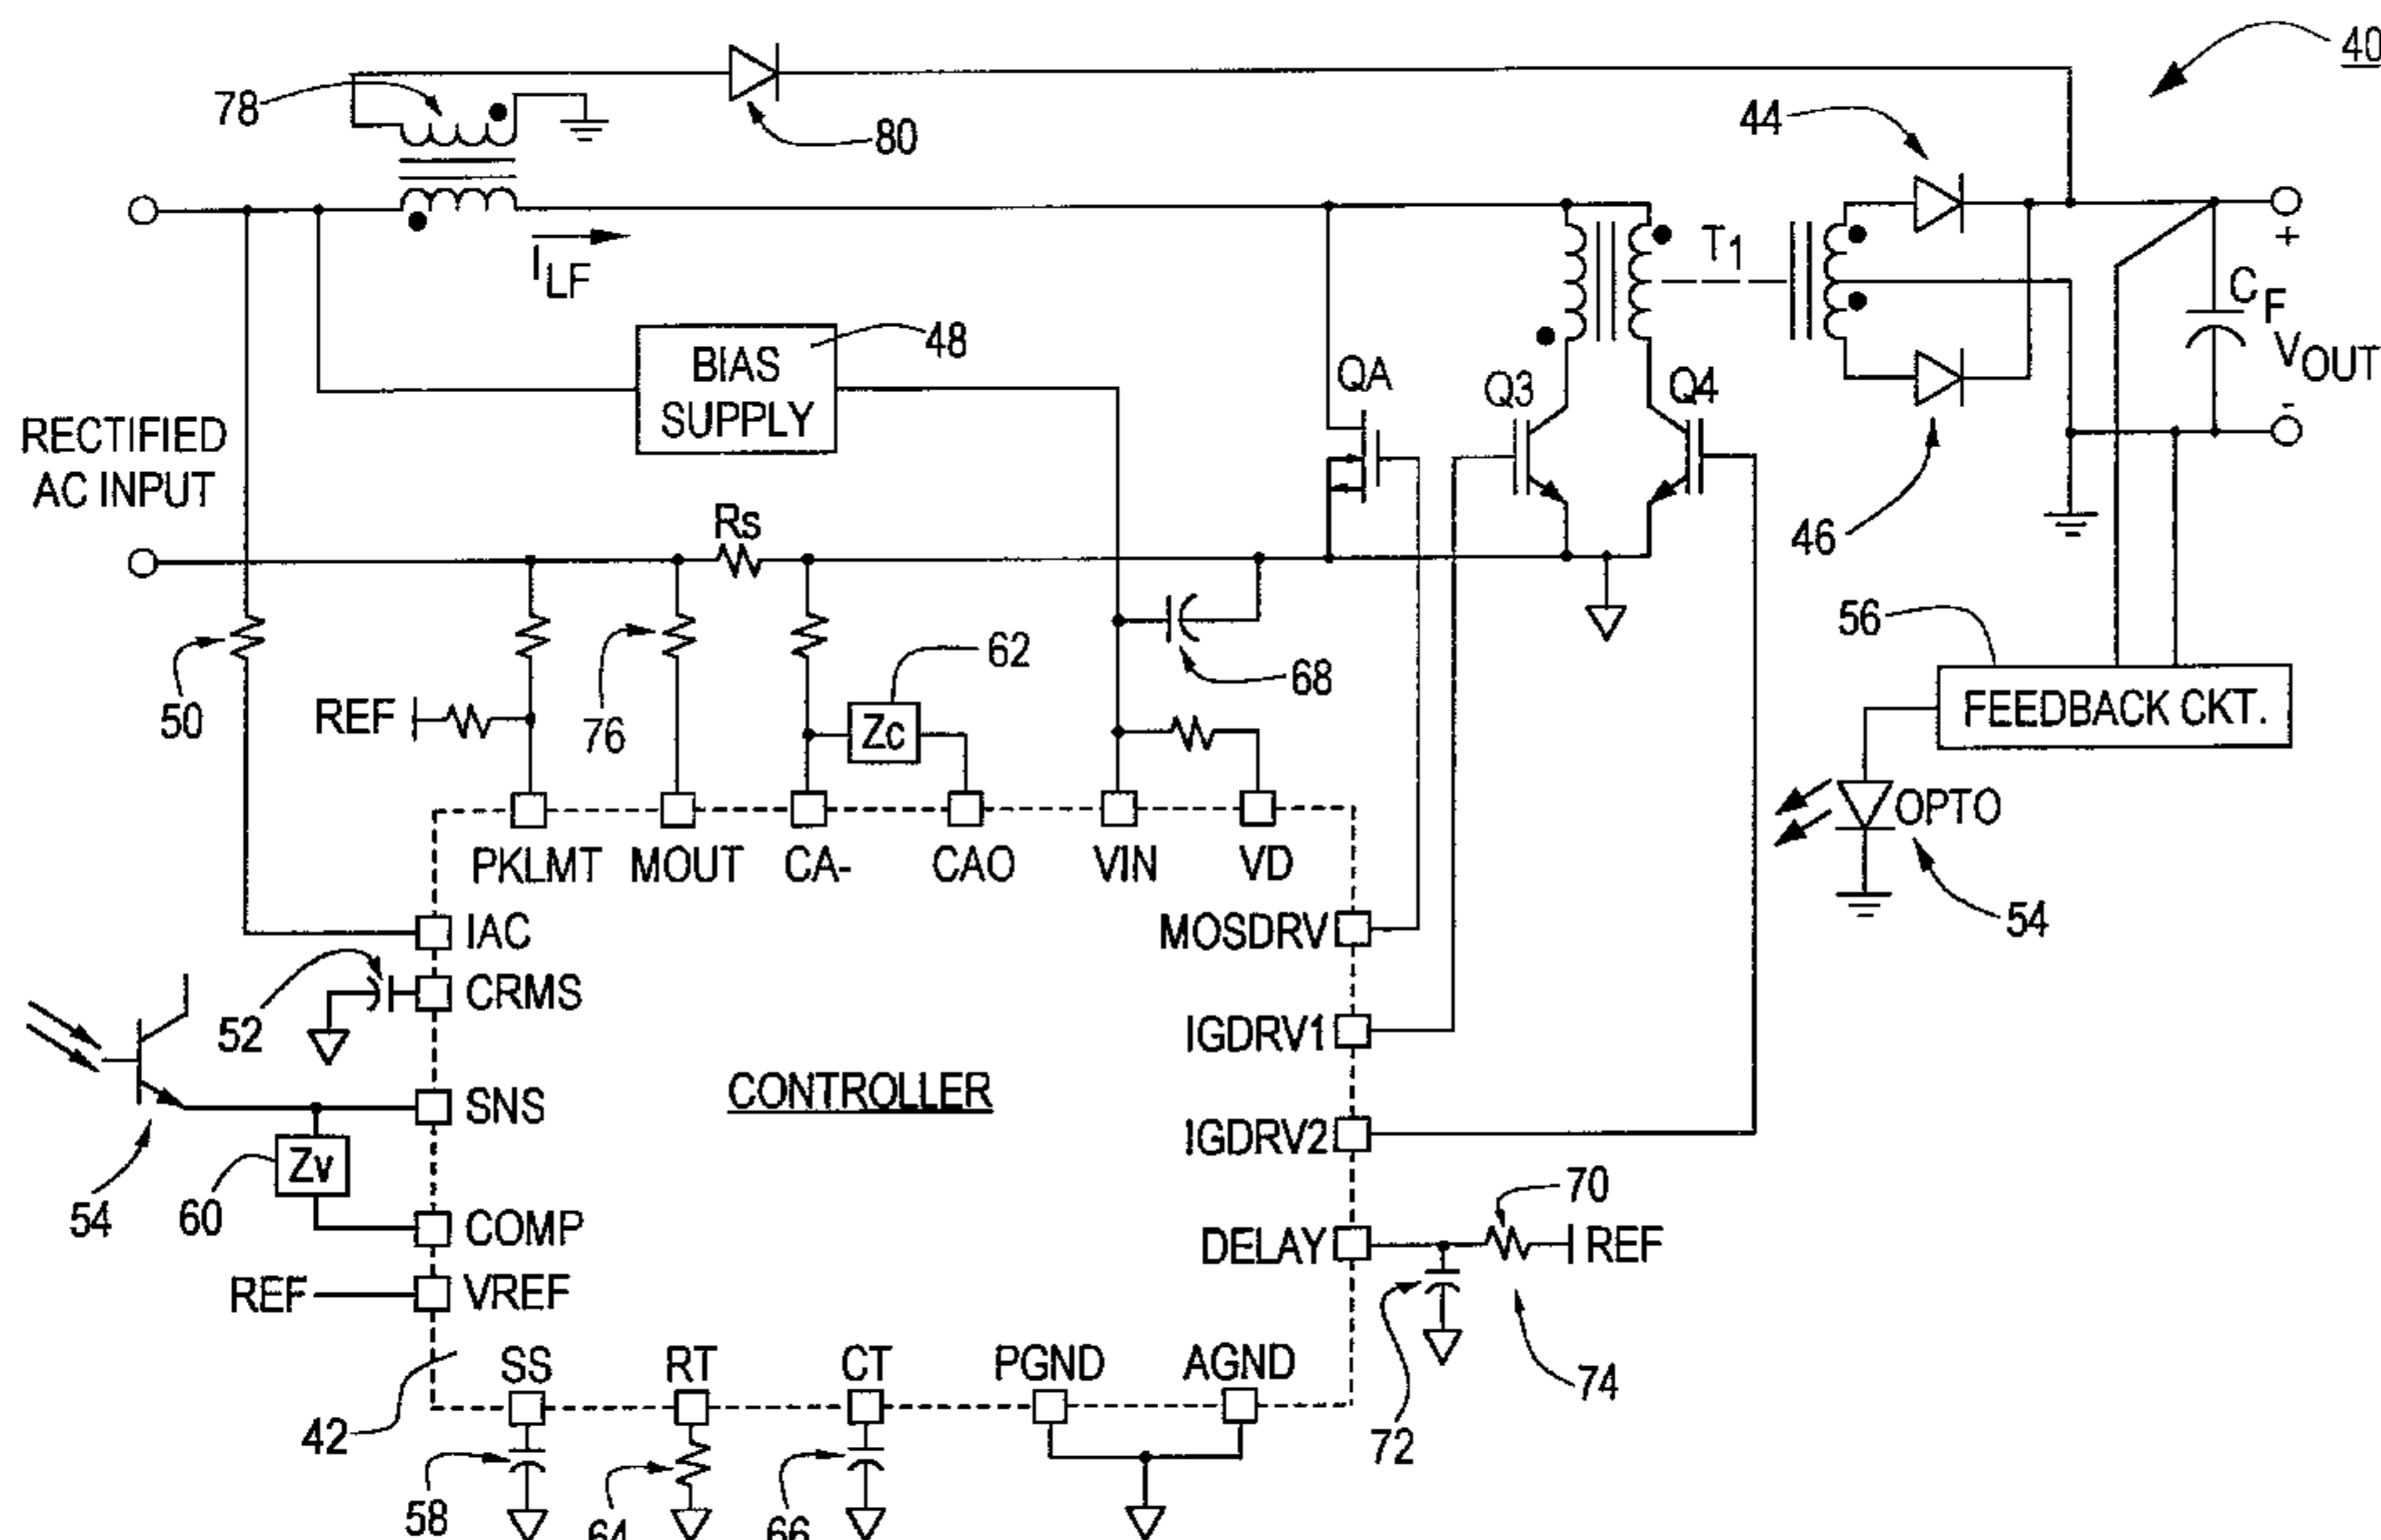 40
78
80
44
I LF
T1
+
CF
VOUT
-
BIAS
SUPPLY
48
QA
Q3
Q4
RECTIFIED
AC INPUT
Rs
46
50
REF
76
62
Zc
68
56
FEEDBACK CKT.
OPTO
54
PKLMT
MOUT
CA-
CAO
VIN
VD
IAC
MOSDRV
52
CRMS
IGDRV1
SNS
CONTROLLER
IGDRV2
54
60
Zv
COMP
DELAY
70
REF
REF
VREF
72
74
42
SS
RT
CT
PGND
AGND
58
64
66